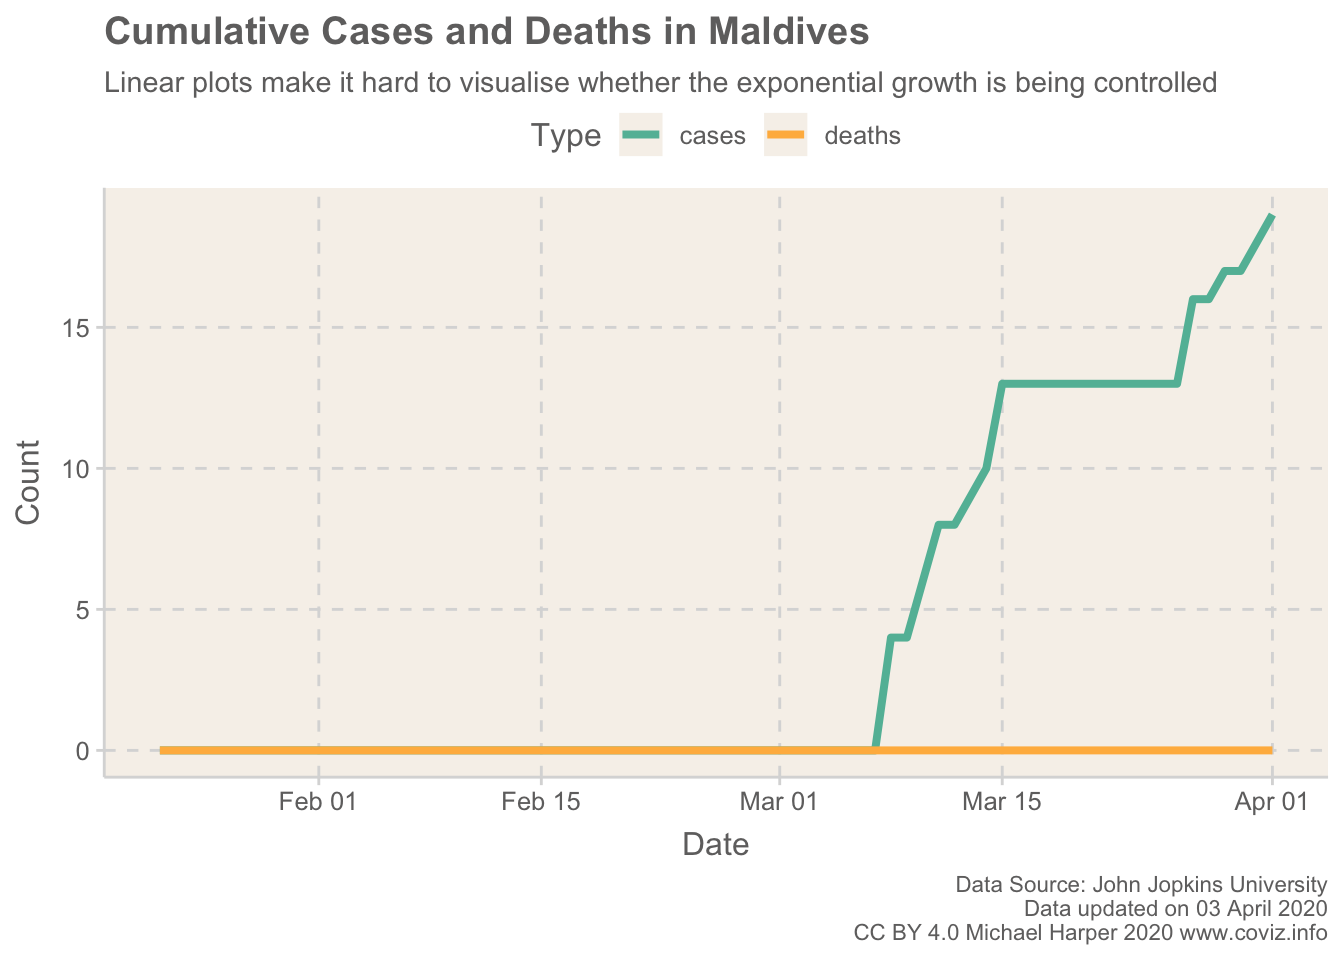 Cumulative Cases and Deaths in Maldives
Linear plots make it hard to visualise whether the exponential growth is being controlled
Type cases deaths
Count
15
10
5
0
Feb 01 Feb 15 Mar 01 Mar 15 Apr 01
Date
Data Source: John Jopkins University
Data updated on 03 April 2020
CC BY 4.0 Michael Harper 2020 www.coviz.info